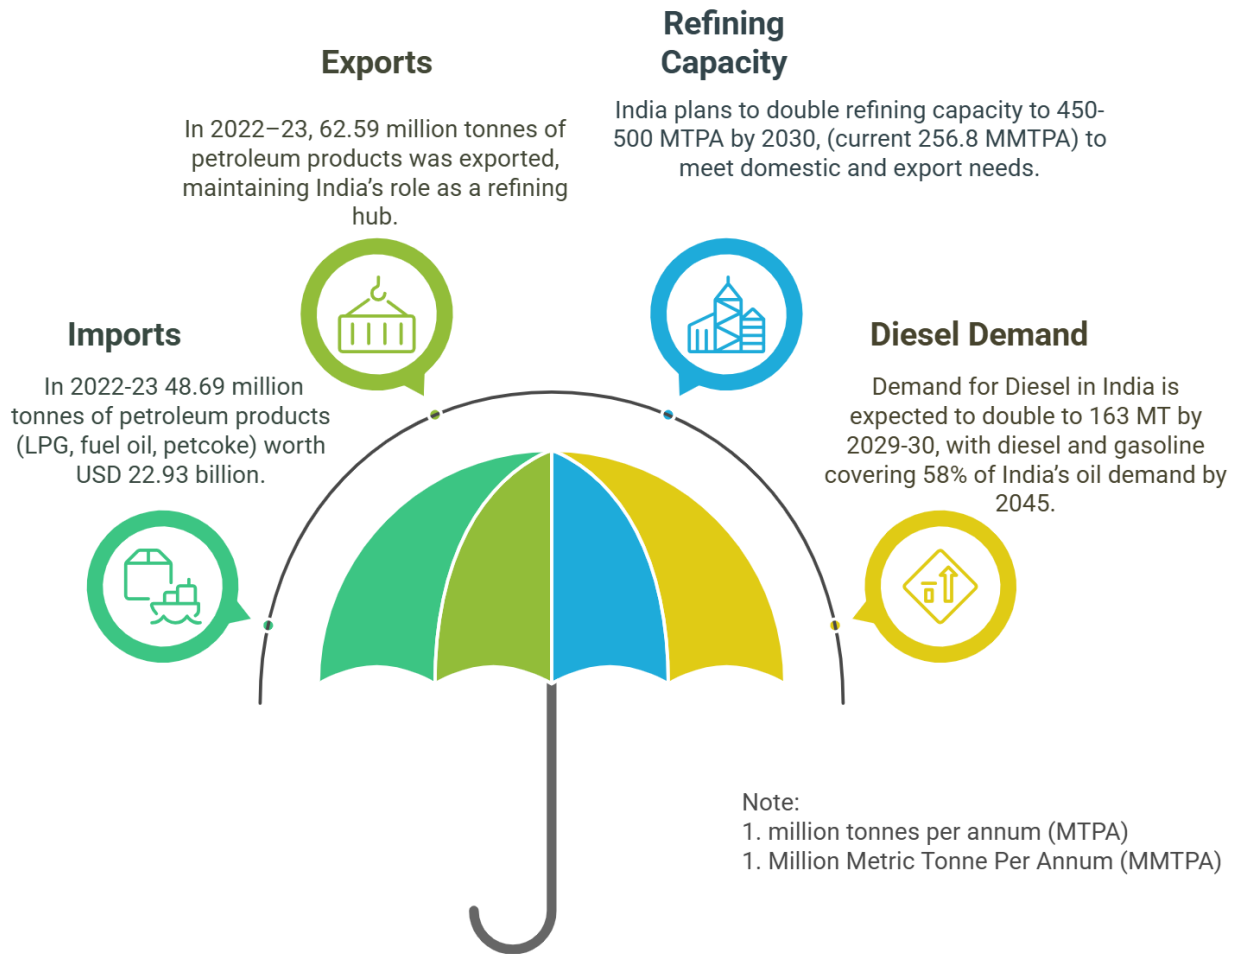 Exports
In 2022–23, 62.59 million tonnes of
petroleum products was exported,
maintaining India's role as a refining
hub.
Refining
Capacity
India plans to double refining capacity to 450-
500 MTPA by 2030, (current 256.8 MMTPA) to
meet domestic and export needs.
Imports
In 2022-23 48.69 million
tonnes of petroleum products
(LPG, fuel oil, petcoke) worth
USD 22.93 billion.
Diesel Demand
Demand for Diesel in India is
expected to double to 163 MT by
2029-30, with diesel and gasoline
covering 58% of India's oil demand by
2045.
Note:
1. million tonnes per annum (MTPA)
1. Million Metric Tonne Per Annum (MMTPA)